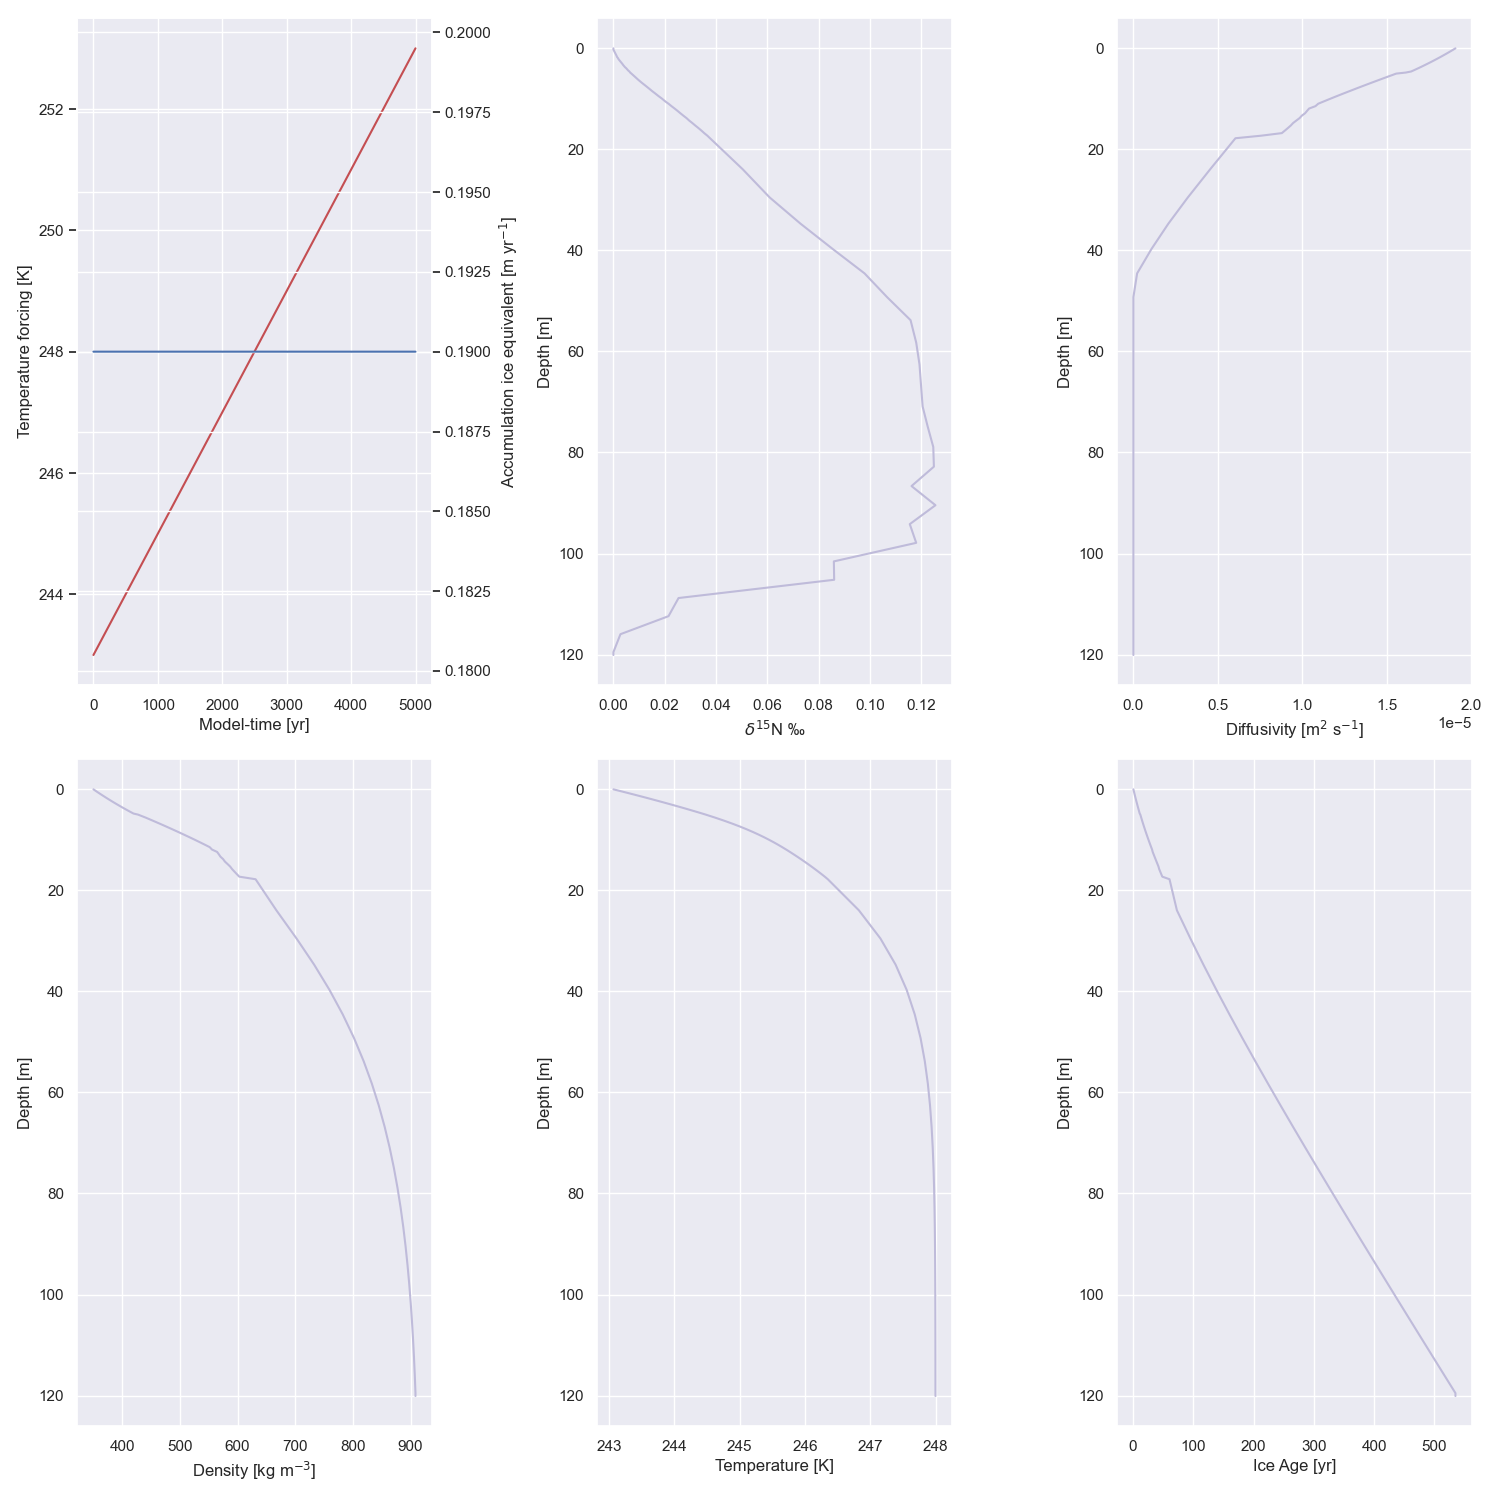 Temperature forcing [K]
252
250
248
246
244
0.2000
0.1975
0.1950
0.1925
0.1900
0.1875
0.1850
0.1825
0.1800
Accumulation ice equivalent [m yr⁻¹]
0 1000 2000 3000 4000 5000
Model-time [yr]
Depth [m]
0
20
40
60
80
100
120
0.00 0.02 0.04 0.06 0.08 0.10 0.12
δ¹⁵N ‰
Depth [m]
0
20
40
60
80
100
120
0.0 0.5 1.0 1.5 2.0
1e−5
Diffusivity [m² s⁻¹]
Depth [m]
0
20
40
60
80
100
120
400 500 600 700 800 900
Density [kg m⁻³]
Depth [m]
0
20
40
60
80
100
120
243 244 245 246 247 248
Temperature [K]
Depth [m]
0
20
40
60
80
100
120
0 100 200 300 400 500
Ice Age [yr]